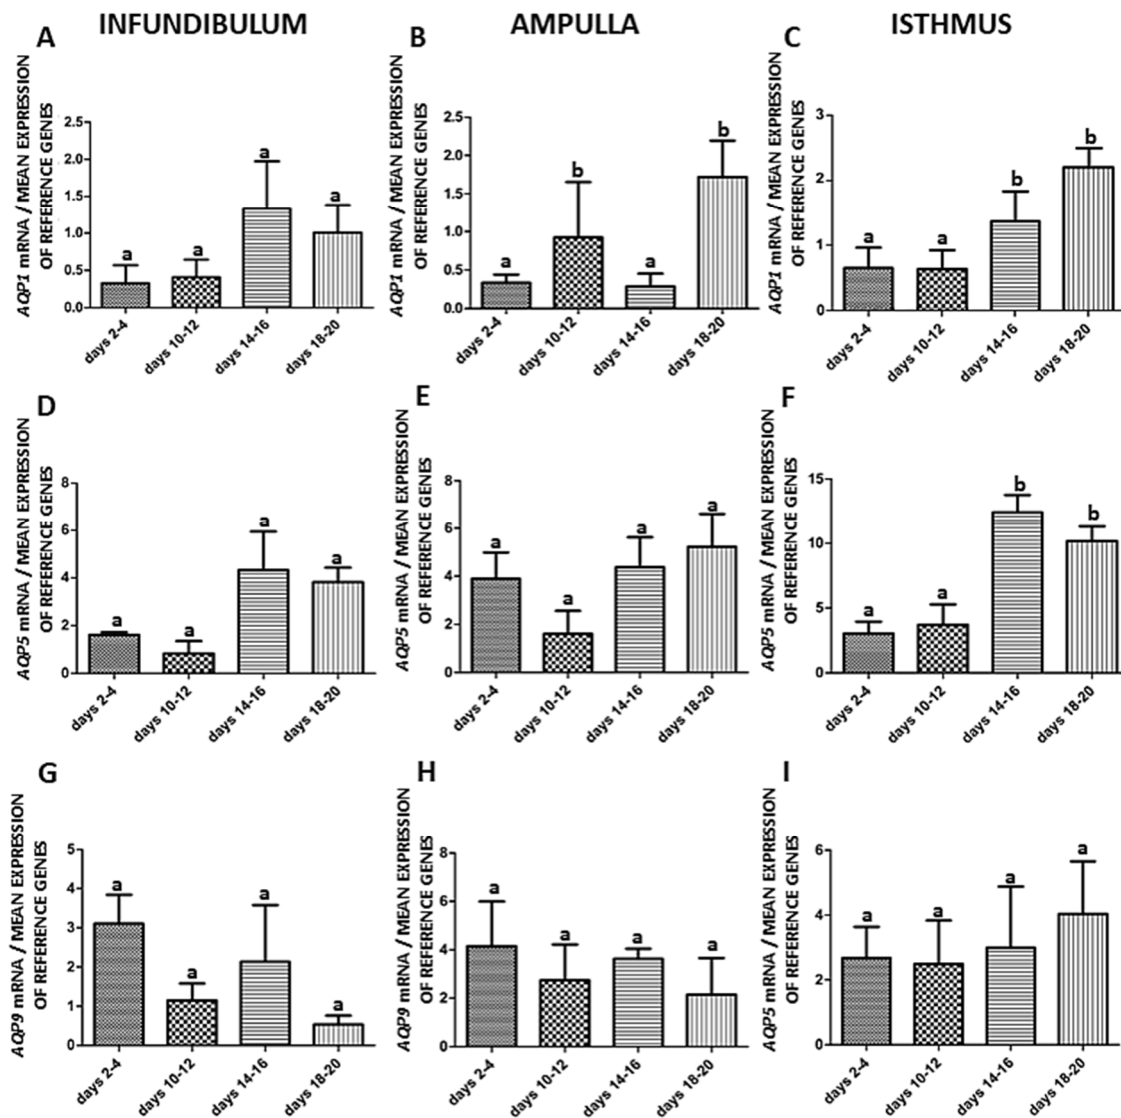 INFUNDIBULUM AMPULLA ISTHMUS
A
AQP1 mRNA / MEAN EXPRESSION
OF REFERENCE GENES
2.5
2.0
1.5
1.0
0.5
0.0
a
a
a
a
days 2-4
days 10-12
days 14-16
days 18-20
B
AQP1 mRNA / MEAN EXPRESSION
OF REFERENCE GENES
2.5
2.0
1.5
1.0
0.5
0.0
a
b
a
b
days 2-4
days 10-12
days 14-16
days 18-20
C
AQP1 mRNA / MEAN EXPRESSION
OF REFERENCE GENES
3
2
1
0
a
a
b
b
days 2-4
days 10-12
days 14-16
days 18-20
D
AQP5 mRNA / MEAN EXPRESSION
OF REFERENCE GENES
8
6
4
2
0
a
a
a
a
days 2-4
days 10-12
days 14-16
days 18-20
E
AQP5 mRNA / MEAN EXPRESSION
OF REFERENCE GENES
8
6
4
2
0
a
a
a
a
days 2-4
days 10-12
days 14-16
days 18-20
F
AQP5 mRNA / MEAN EXPRESSION
OF REFERENCE GENES
15
10
5
0
a
a
b
b
days 2-4
days 10-12
days 14-16
days 18-20
G
AQP9 mRNA / MEAN EXPRESSION
OF REFERENCE GENES
5
4
3
2
1
0
a
a
a
a
days 2-4
days 10-12
days 14-16
days 18-20
H
AQP9 mRNA / MEAN EXPRESSION
OF REFERENCE GENES
8
6
4
2
0
a
a
a
a
days 2-4
days 10-12
days 14-16
days 18-20
I
AQP5 mRNA / MEAN EXPRESSION
OF REFERENCE GENES
6
4
2
0
a
a
a
a
days 2-4
days 10-12
days 14-16
days 18-20